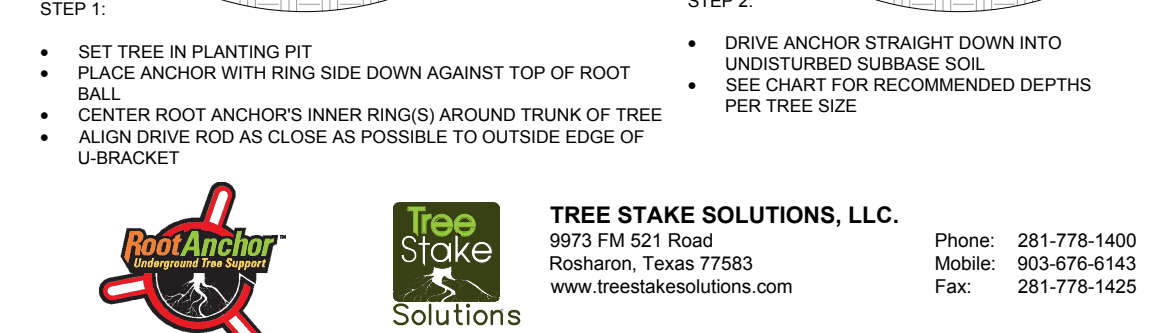 STEP 1:
• SET TREE IN PLANTING PIT
• PLACE ANCHOR WITH RING SIDE DOWN AGAINST TOP OF ROOT
BALL
• CENTER ROOT ANCHOR'S INNER RING(S) AROUND TRUNK OF TREE
• ALIGN DRIVE ROD AS CLOSE AS POSSIBLE TO OUTSIDE EDGE OF
U-BRACKET
STEP 2:
• DRIVE ANCHOR STRAIGHT DOWN INTO
UNDISTURBED SUBBASE SOIL
• SEE CHART FOR RECOMMENDED DEPTHS
PER TREE SIZE
RootAnchor™
Underground Tree Support
Tree
Stake
Solutions
TREE STAKE SOLUTIONS, LLC.
9973 FM 521 Road
Rosharon, Texas 77583
www.treestakesolutions.com
Phone: 281-778-1400
Mobile: 903-676-6143
Fax: 281-778-1425